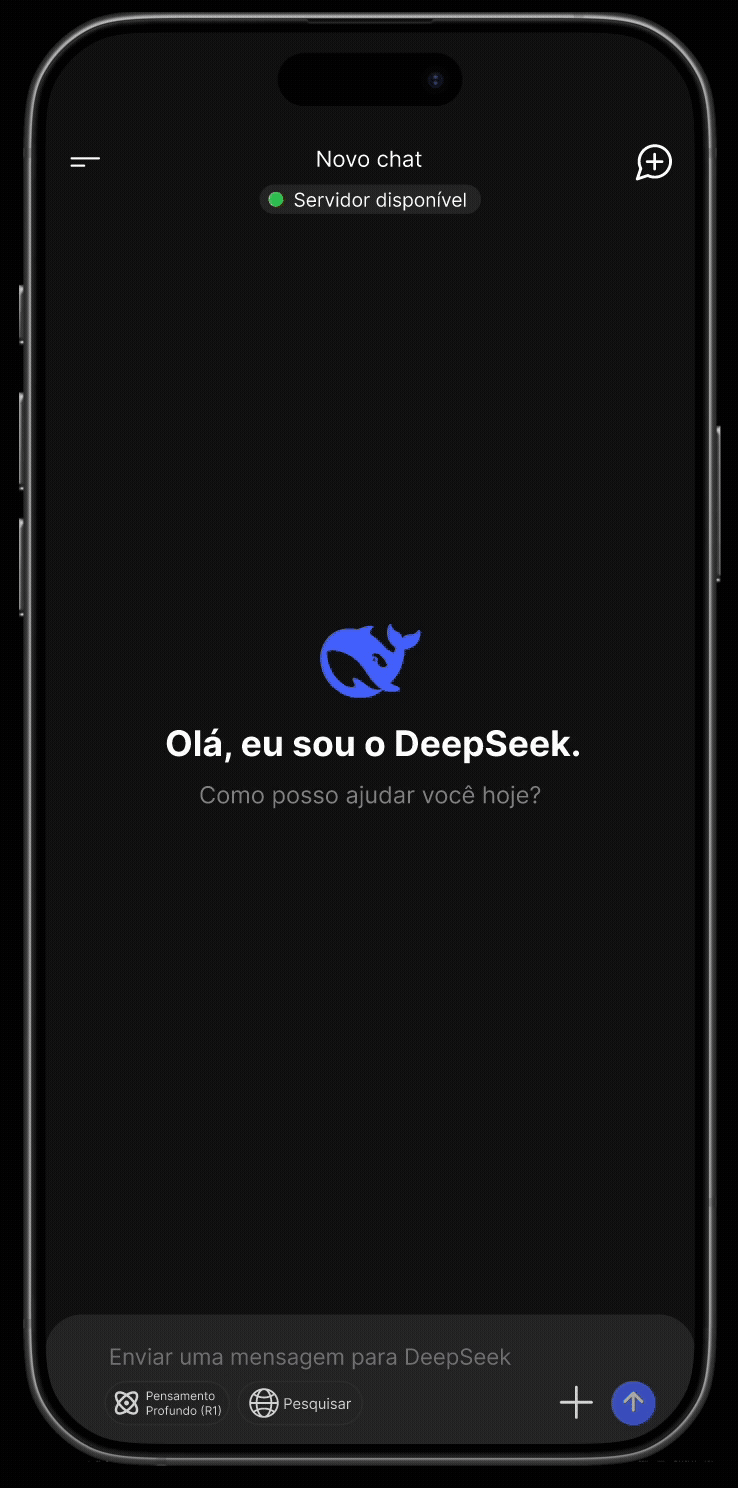 Novo chat
Servidor disponível
Olá, eu sou o DeepSeek.
Como posso ajudar você hoje?
Enviar uma mensagem para DeepSeek
Pensamento
Profundo (R1)
Pesquisar